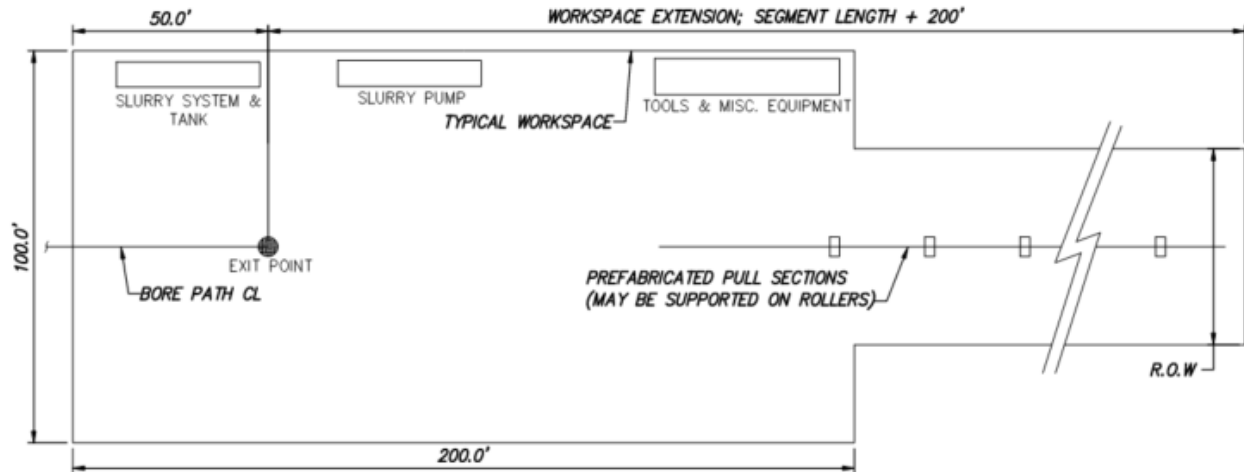 50.0'
WORKSPACE EXTENSION; SEGMENT LENGTH + 200'
SLURRY SYSTEM &
TANK
SLURRY PUMP
TOOLS & MISC. EQUIPMENT
TYPICAL WORKSPACE
100.0'
EXIT POINT
BORE PATH CL
PREFABRICATED PULL SECTIONS
(MAY BE SUPPORTED ON ROLLERS)
R.O.W
200.0'